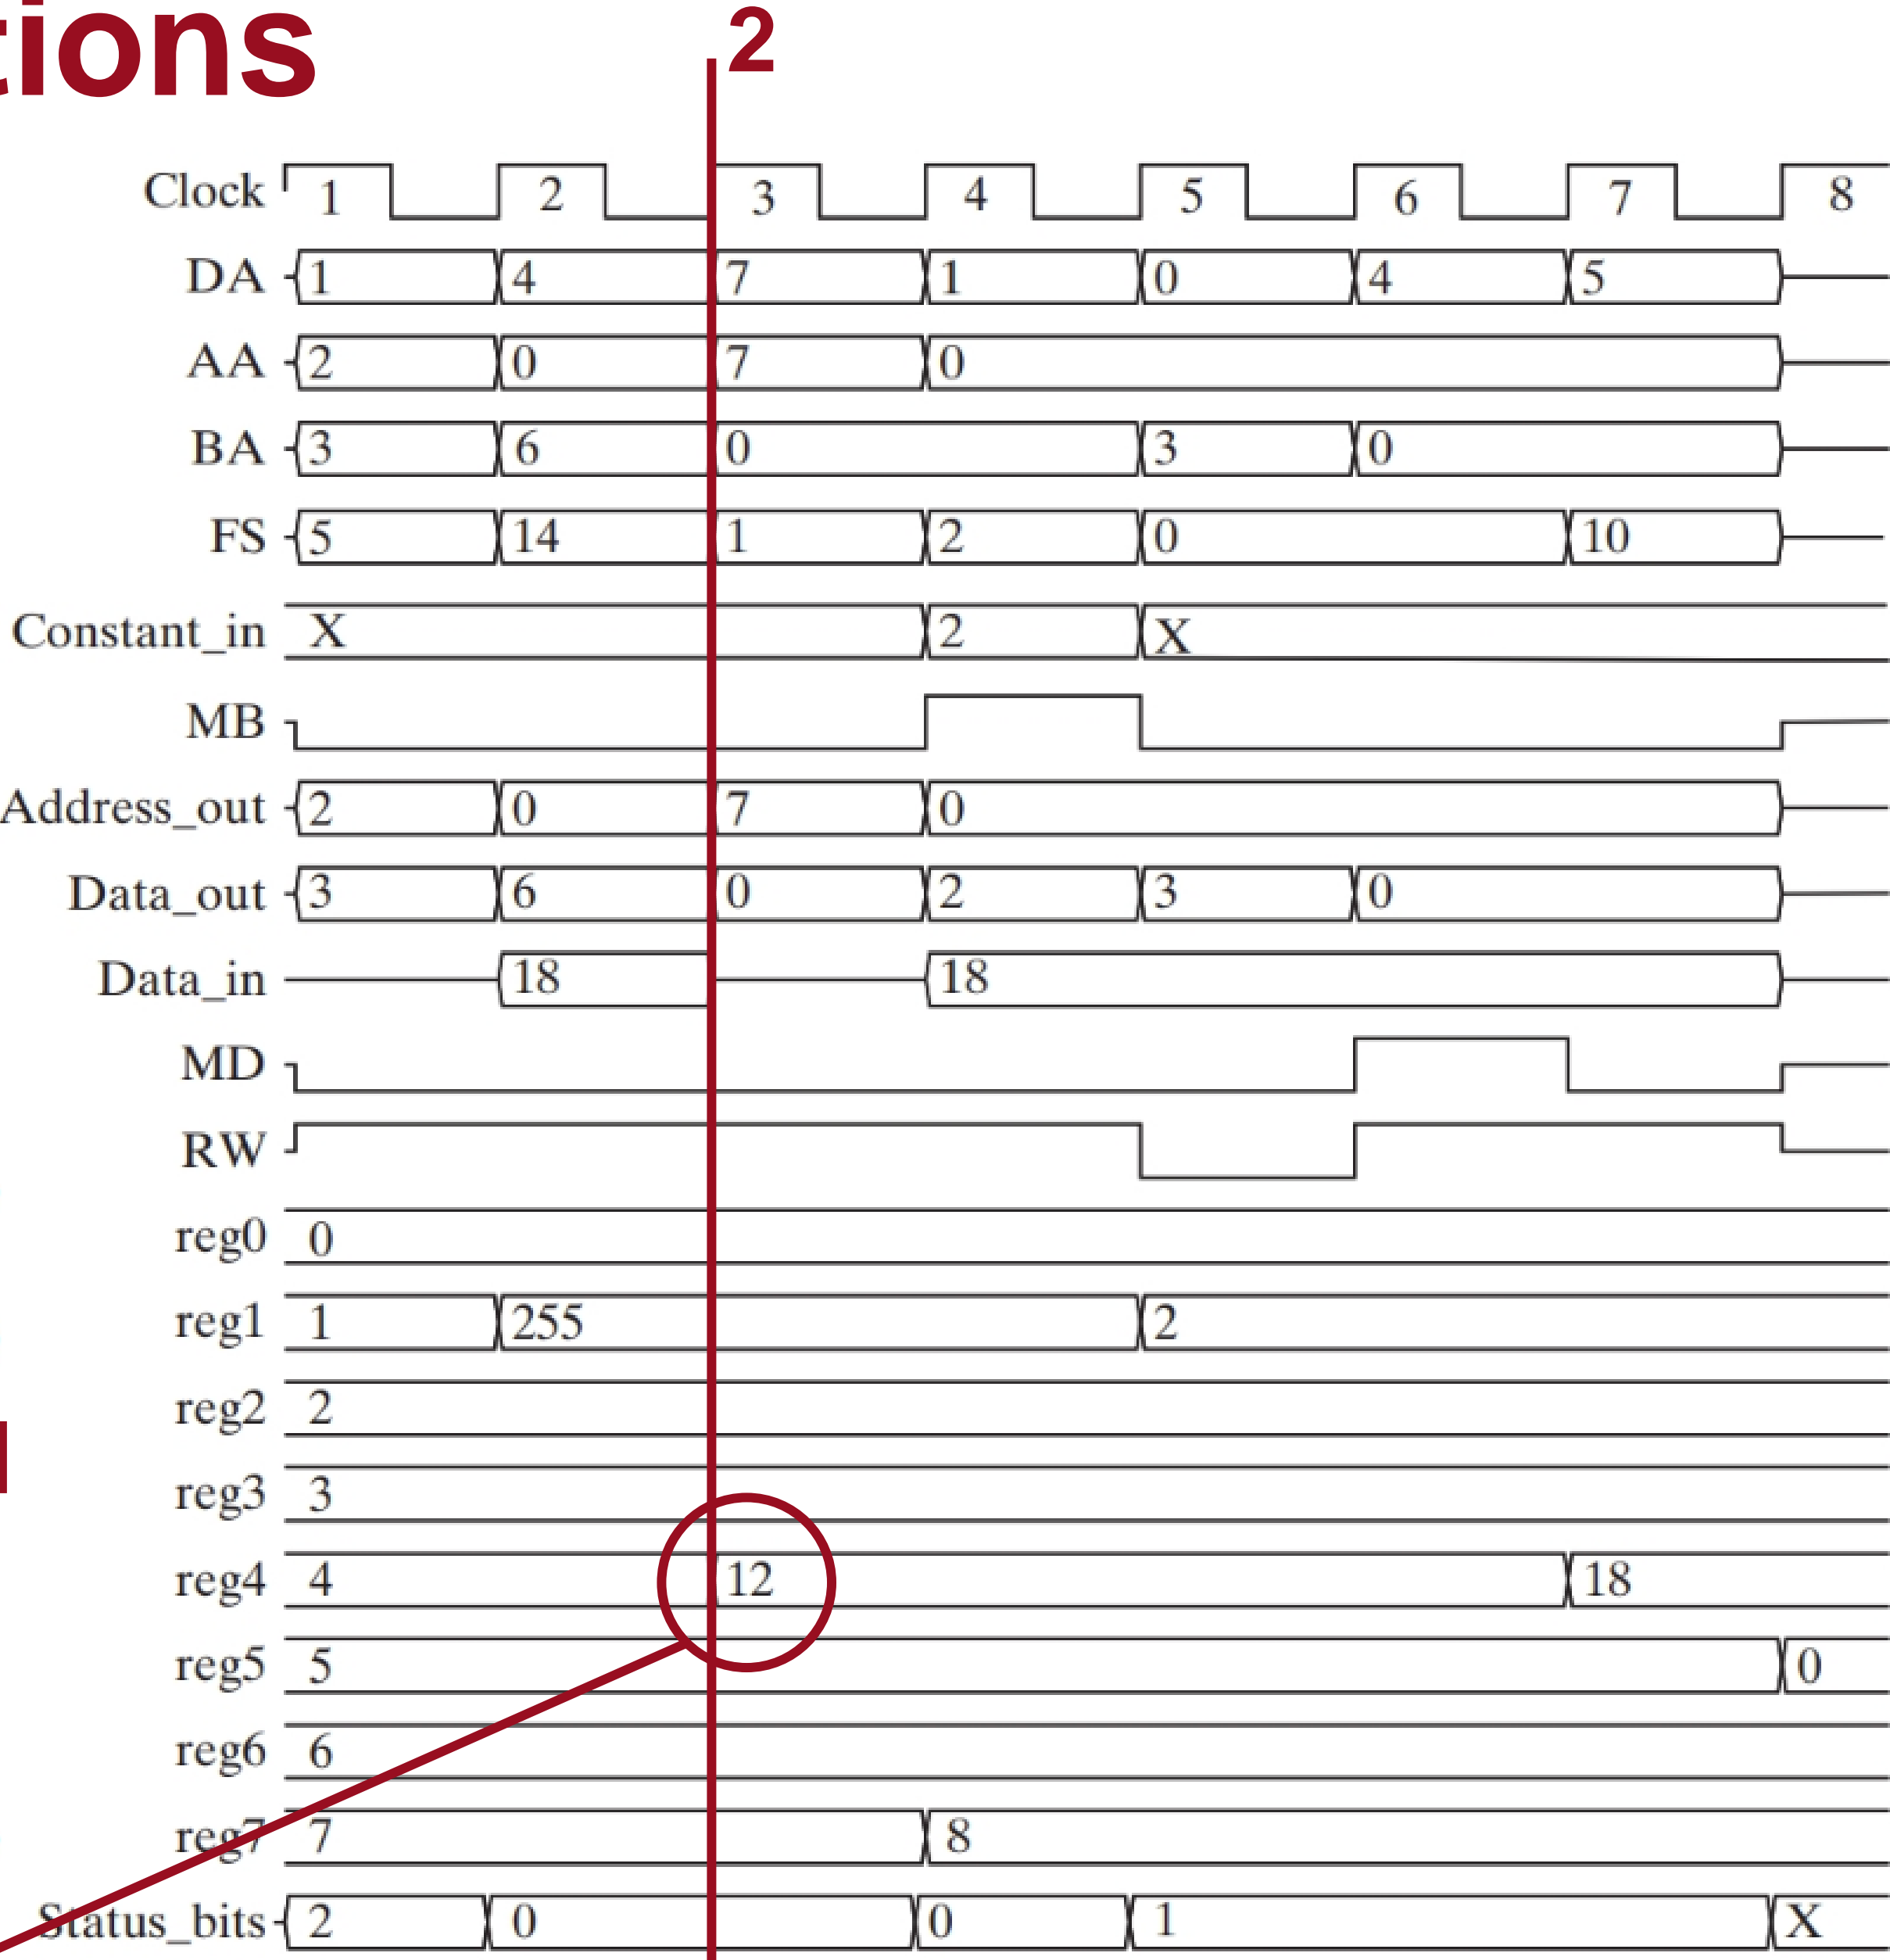 tions
2
Clock 1 2 3 4 5 6 7 8
DA 1 4 7 1 0 4 5
AA 2 0 7 0
BA 3 6 0 3 0
FS 5 14 1 2 0 10
Constant_in X 2 X
MB
Address_out 2 0 7 0
Data_out 3 6 0 2 3 0
Data_in 18 18
MD
RW
reg0 0
reg1 1 255 2
reg2 2
reg3 3
reg4 4 12 18
reg5 5 0
reg6 6
reg7 7 8
Status_bits 2 0 0 1 X